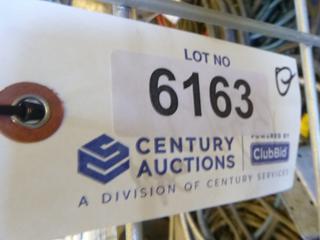 LOT NO
6163
CENTURY AUCTIONS
POWERED BY
ClubBid
A DIVISION OF CENTURY SERVICES